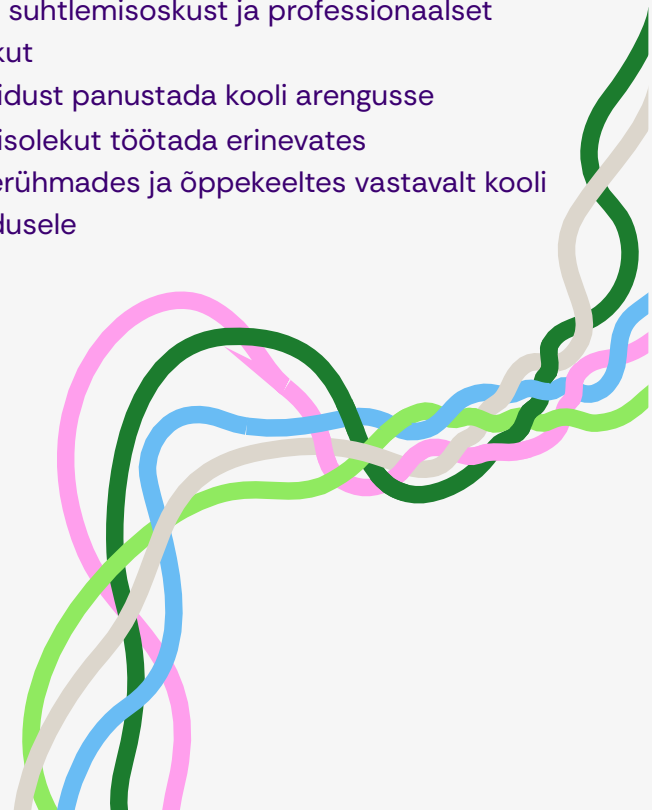 suhtlemisoskust ja professionaalset
kut
idust panustada kooli arengusse
isolekut töötada erinevates
erühmades ja õppekeeltes vastavalt kooli
dusele